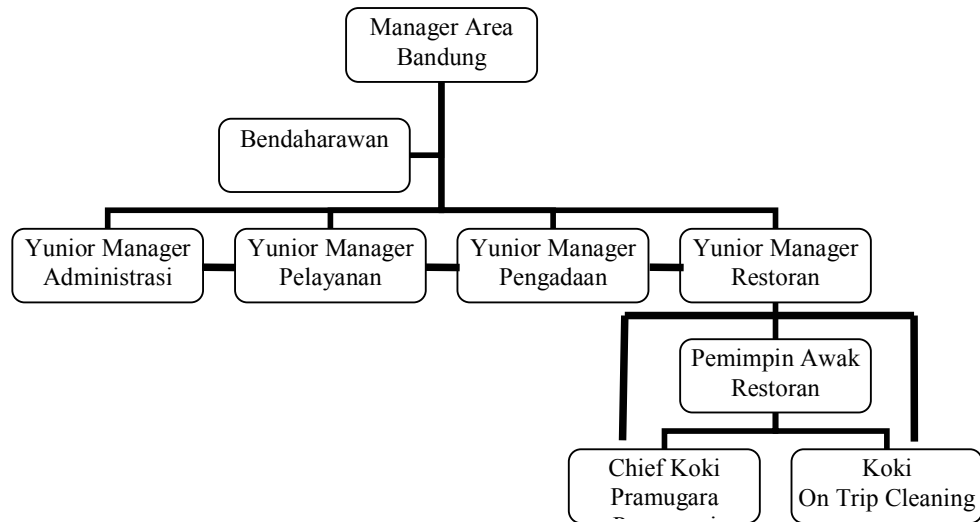 Manager Area
Bandung
Bendaharawan
Yunior Manager
Administrasi
Yunior Manager
Pelayanan
Yunior Manager
Pengadaan
Yunior Manager
Restoran
Pemimpin Awak
Restoran
Chief Koki
Pramugara
Koki
On Trip Cleaning